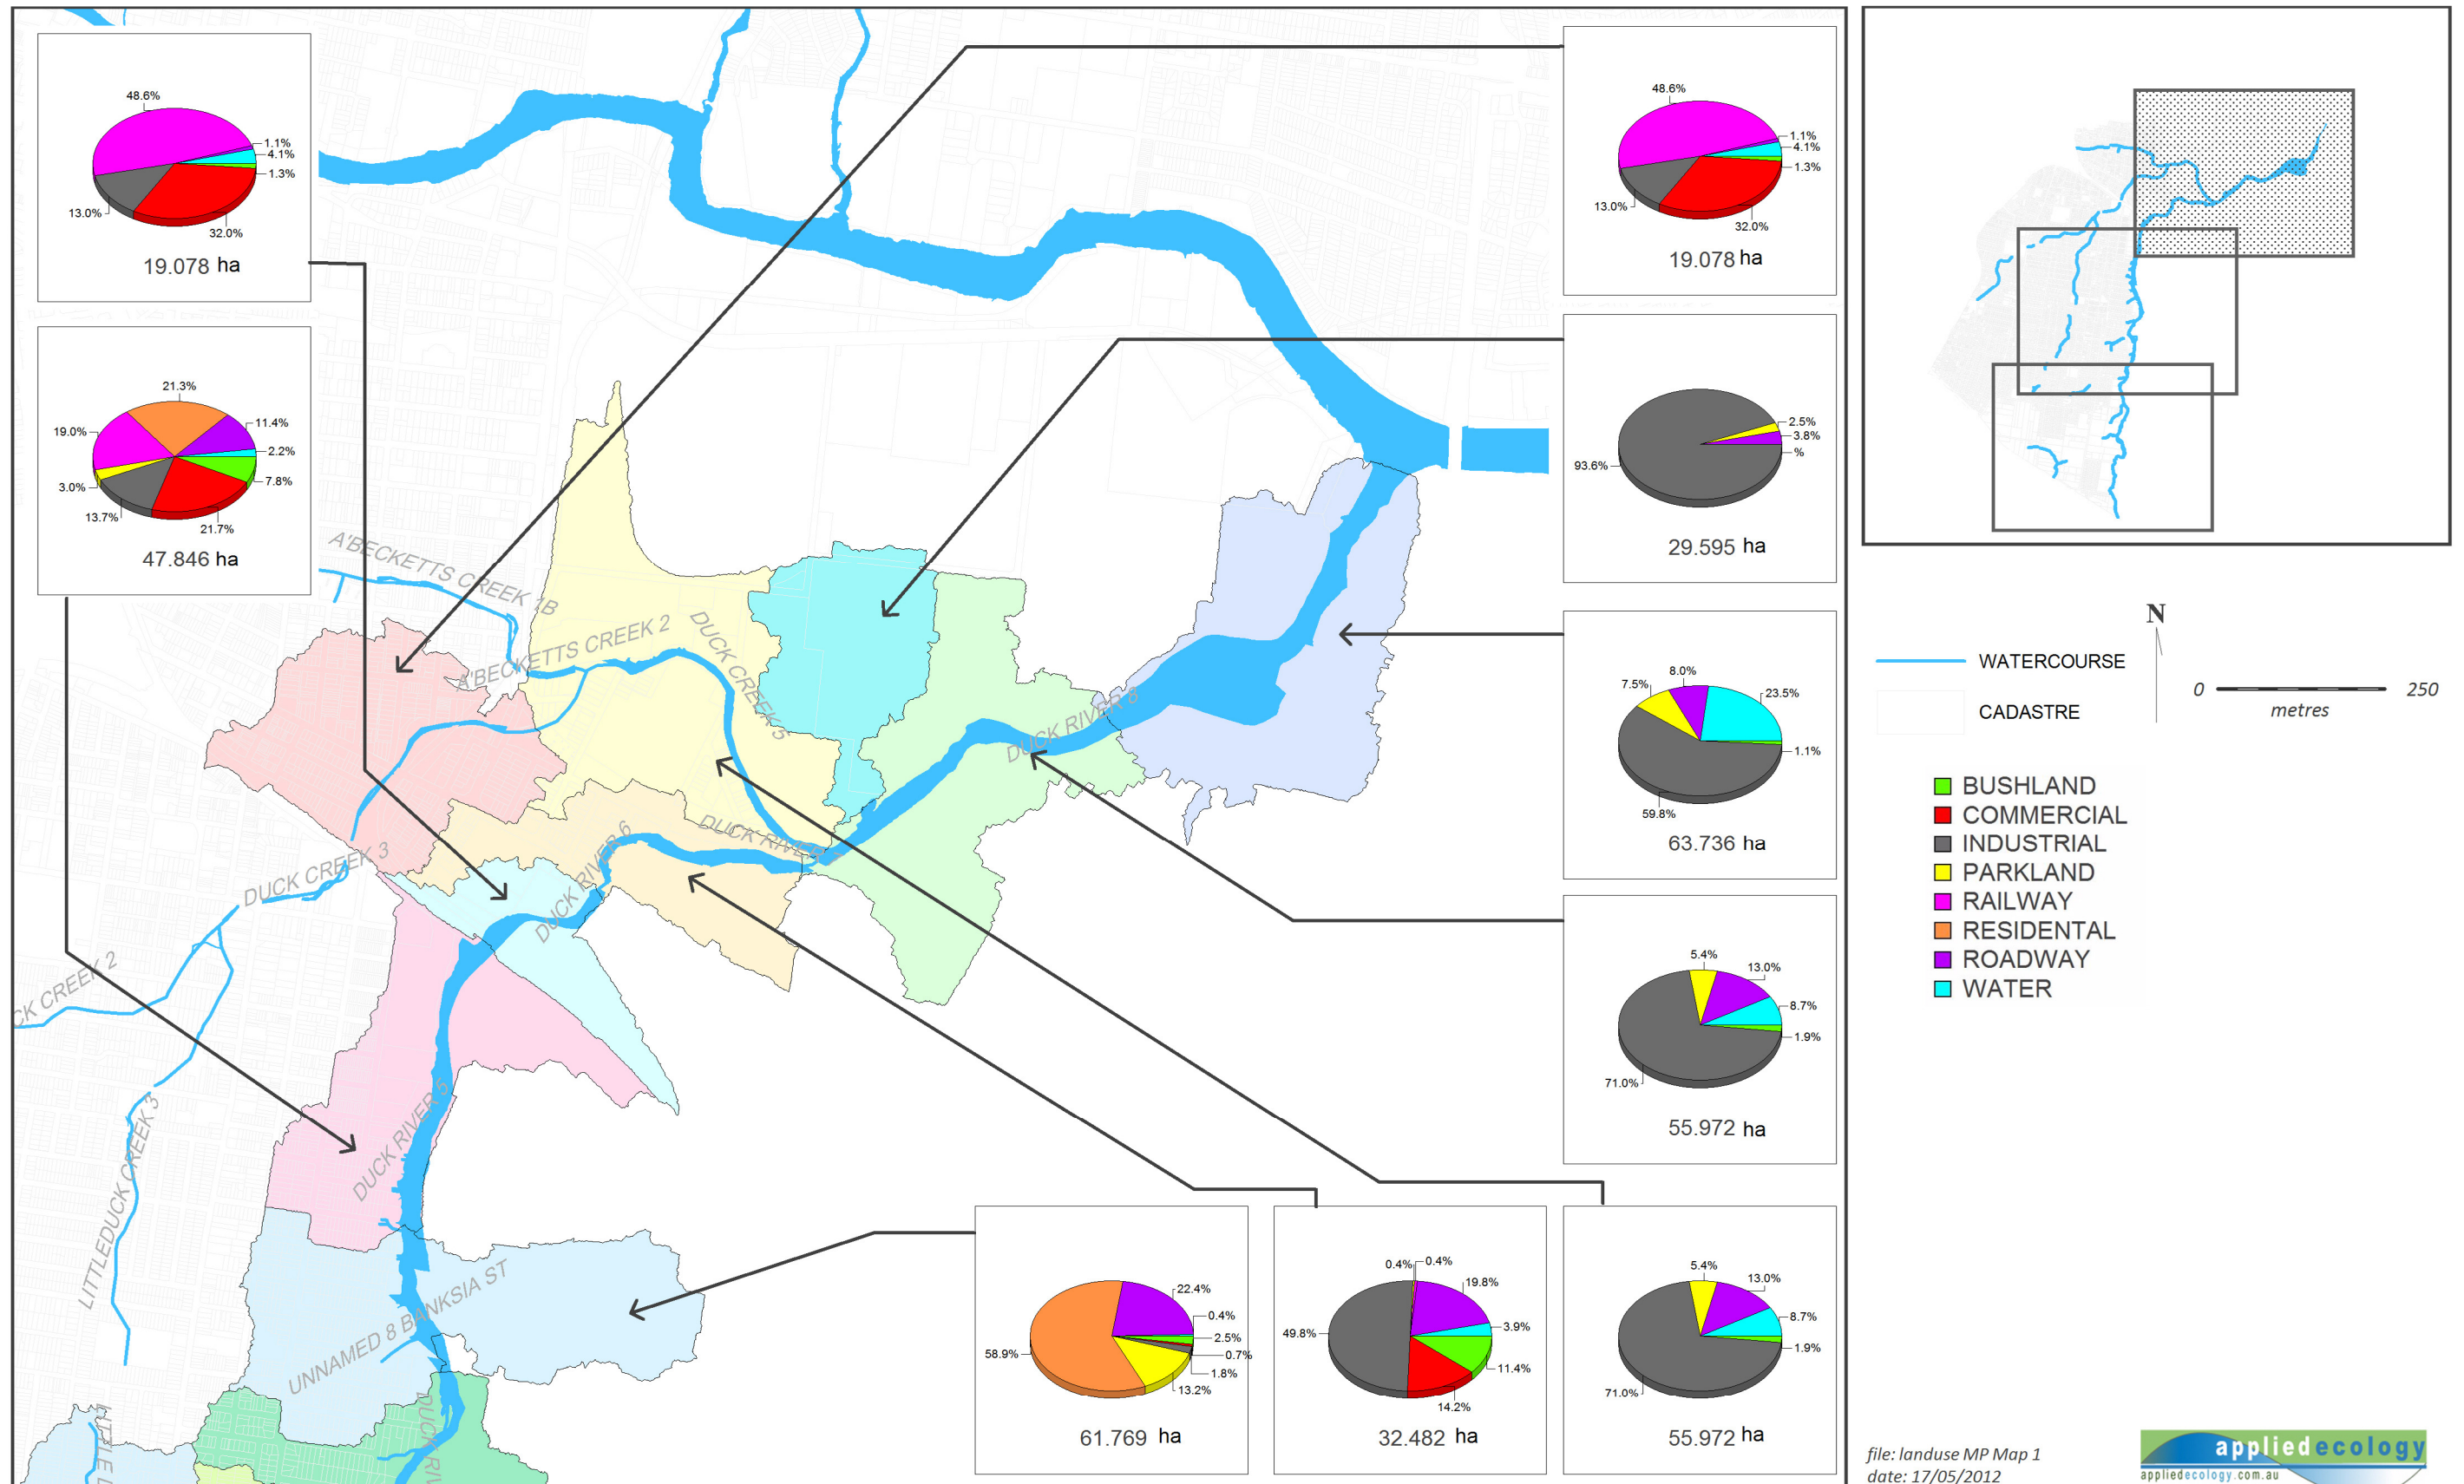 48.6%
1.1%
4.1%
1.3%
13.0%
32.0%
19.078 ha
21.3%
19.0%
11.4%
2.2%
7.8%
3.0%
13.7%
21.7%
47.846 ha
48.6%
1.1%
4.1%
1.3%
13.0%
32.0%
19.078 ha
2.5%
3.8%
%
93.6%
29.595 ha
8.0%
7.5%
23.5%
1.1%
59.8%
63.736 ha
5.4%
13.0%
8.7%
1.9%
71.0%
55.972 ha
22.4%
0.4%
2.5%
0.7%
1.8%
13.2%
58.9%
61.769 ha
0.4%
0.4%
19.8%
3.9%
49.8%
11.4%
14.2%
32.482 ha
5.4%
13.0%
8.7%
1.9%
71.0%
55.972 ha
A'BECKETTS CREEK 1B
A'BECKETTS CREEK 2
DUCK CREEK 5
DUCK RIVER 8
DUCK RIVER
DUCK RIVER 6
DUCK CREEK 3
CK CREEK 2
DUCK RIVER 5
LITTLEDUCK CREEK 3
UNNAMED 8 BANKSIA ST
DUCK RIV
N
WATERCOURSE
CADASTRE
0 250
metres
BUSHLAND
COMMERCIAL
INDUSTRIAL
PARKLAND
RAILWAY
RESIDENTAL
ROADWAY
WATER
file: landuse MP Map 1
date: 17/05/2012
appliedecology
appliedecology.com.au